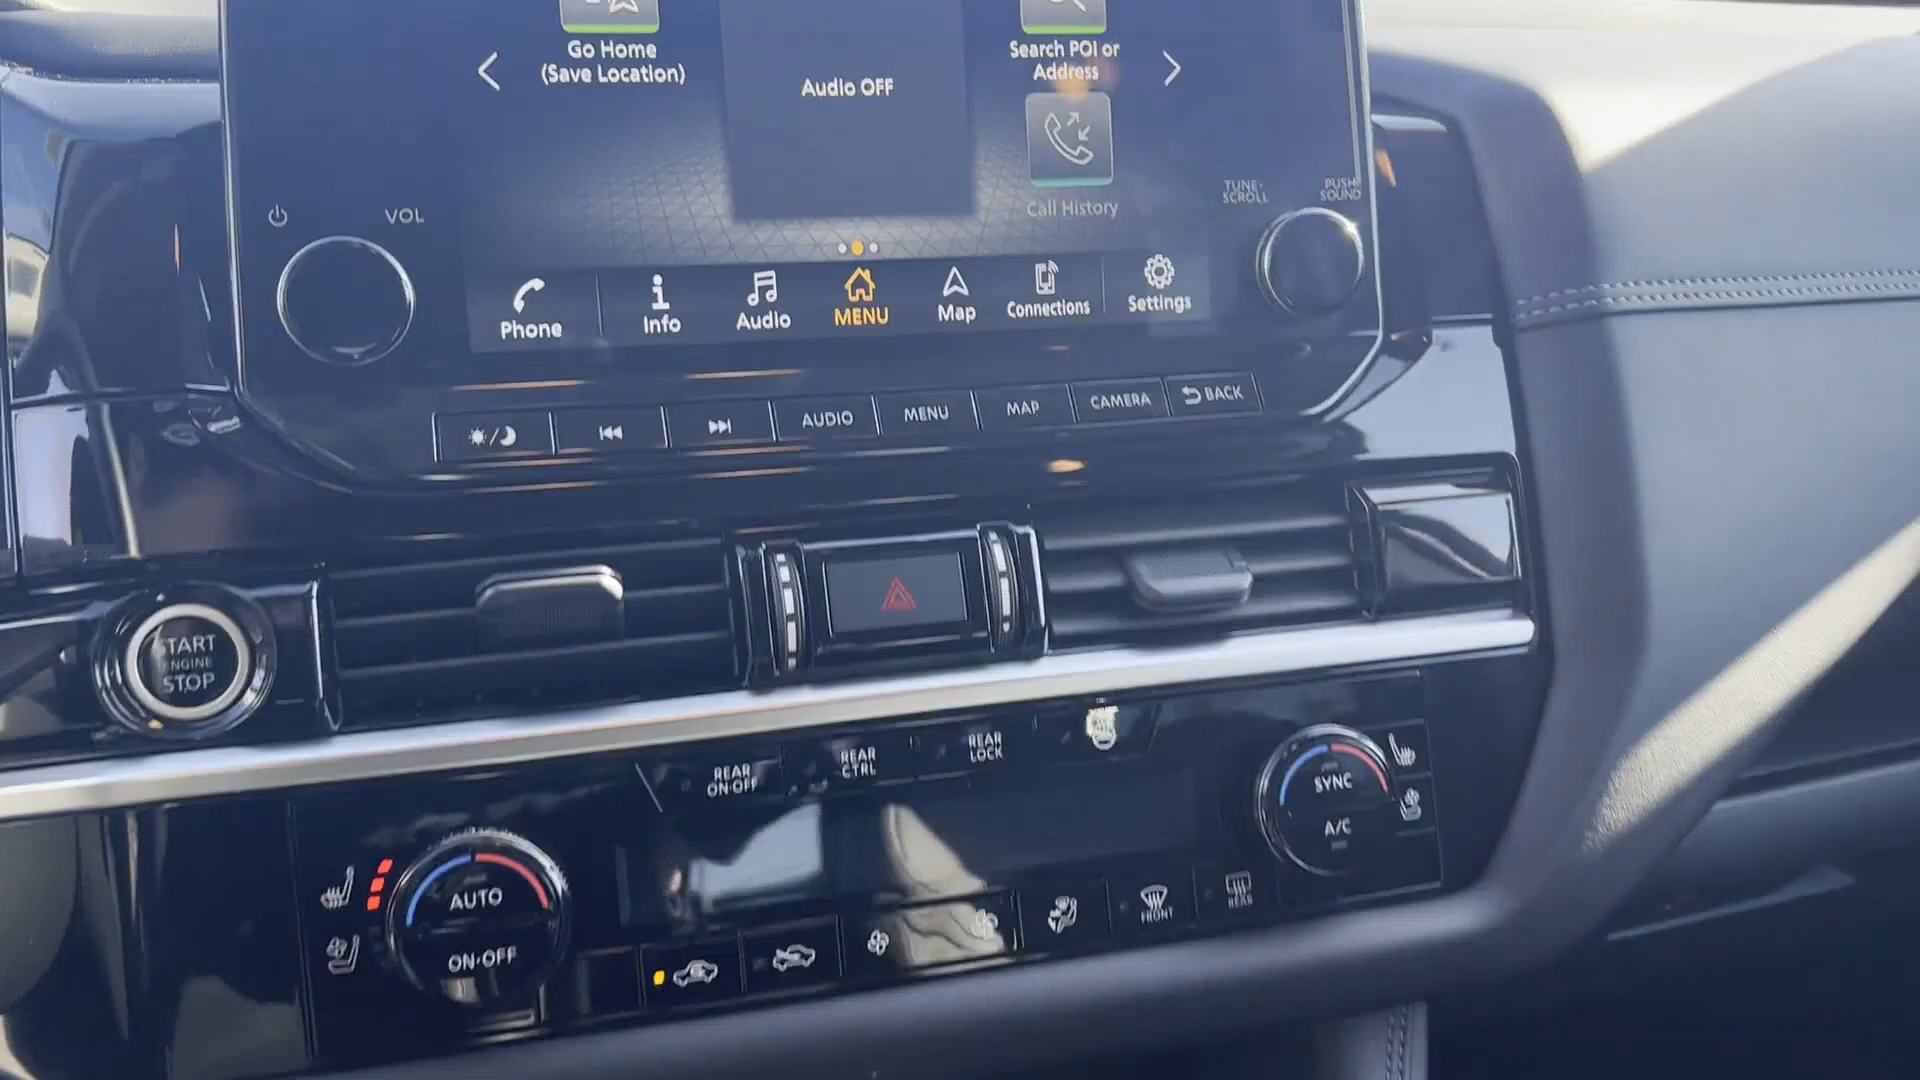 Go Home
(Save Location)
Audio OFF
Search POI or
Address
Call History
VOL
TUNE·
SCROLL
PUSH
SOUND
Phone
Info
Audio
MENU
Map
Connections
Settings
AUDIO
MENU
MAP
CAMERA
BACK
START
ENGINE
STOP
REAR
ON·OFF
REAR
CTRL
REAR
LOCK
SYNC
A/C
AUTO
ON·OFF
FRONT
REAR